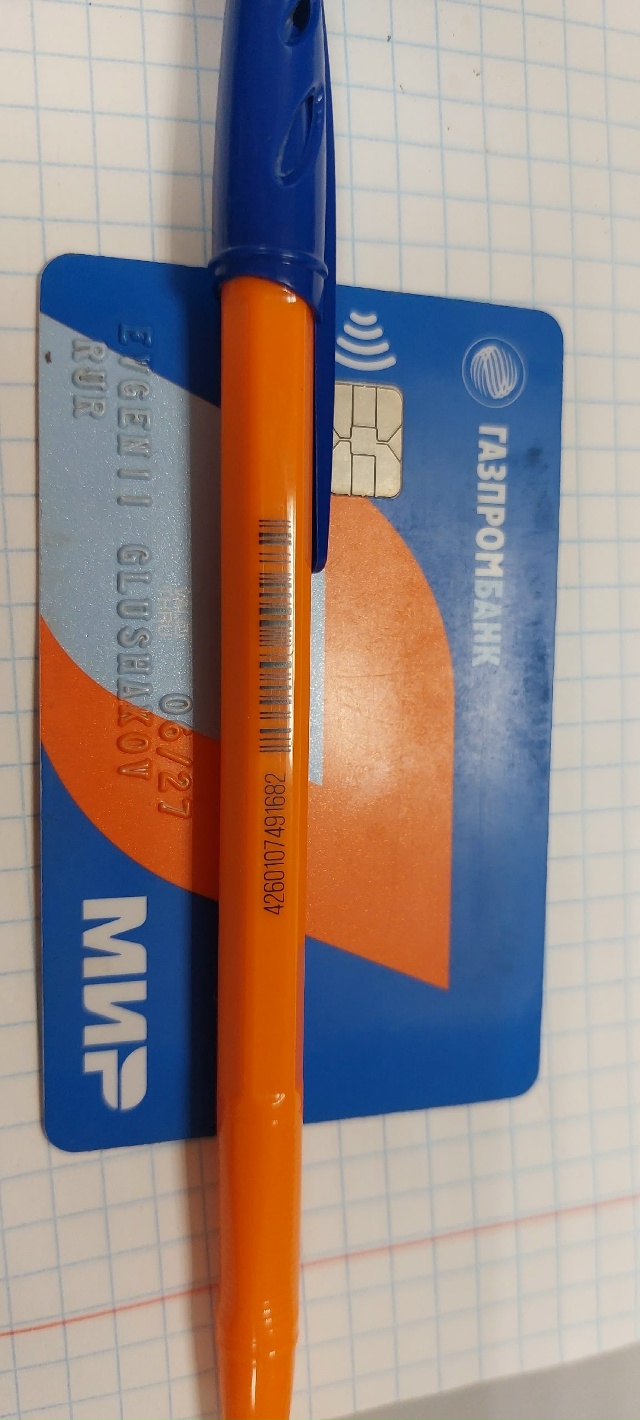 ГАЗПРОМБАНК
4260107491682
06/27
EVGENII GLUSHAKOV
RUR
МИР